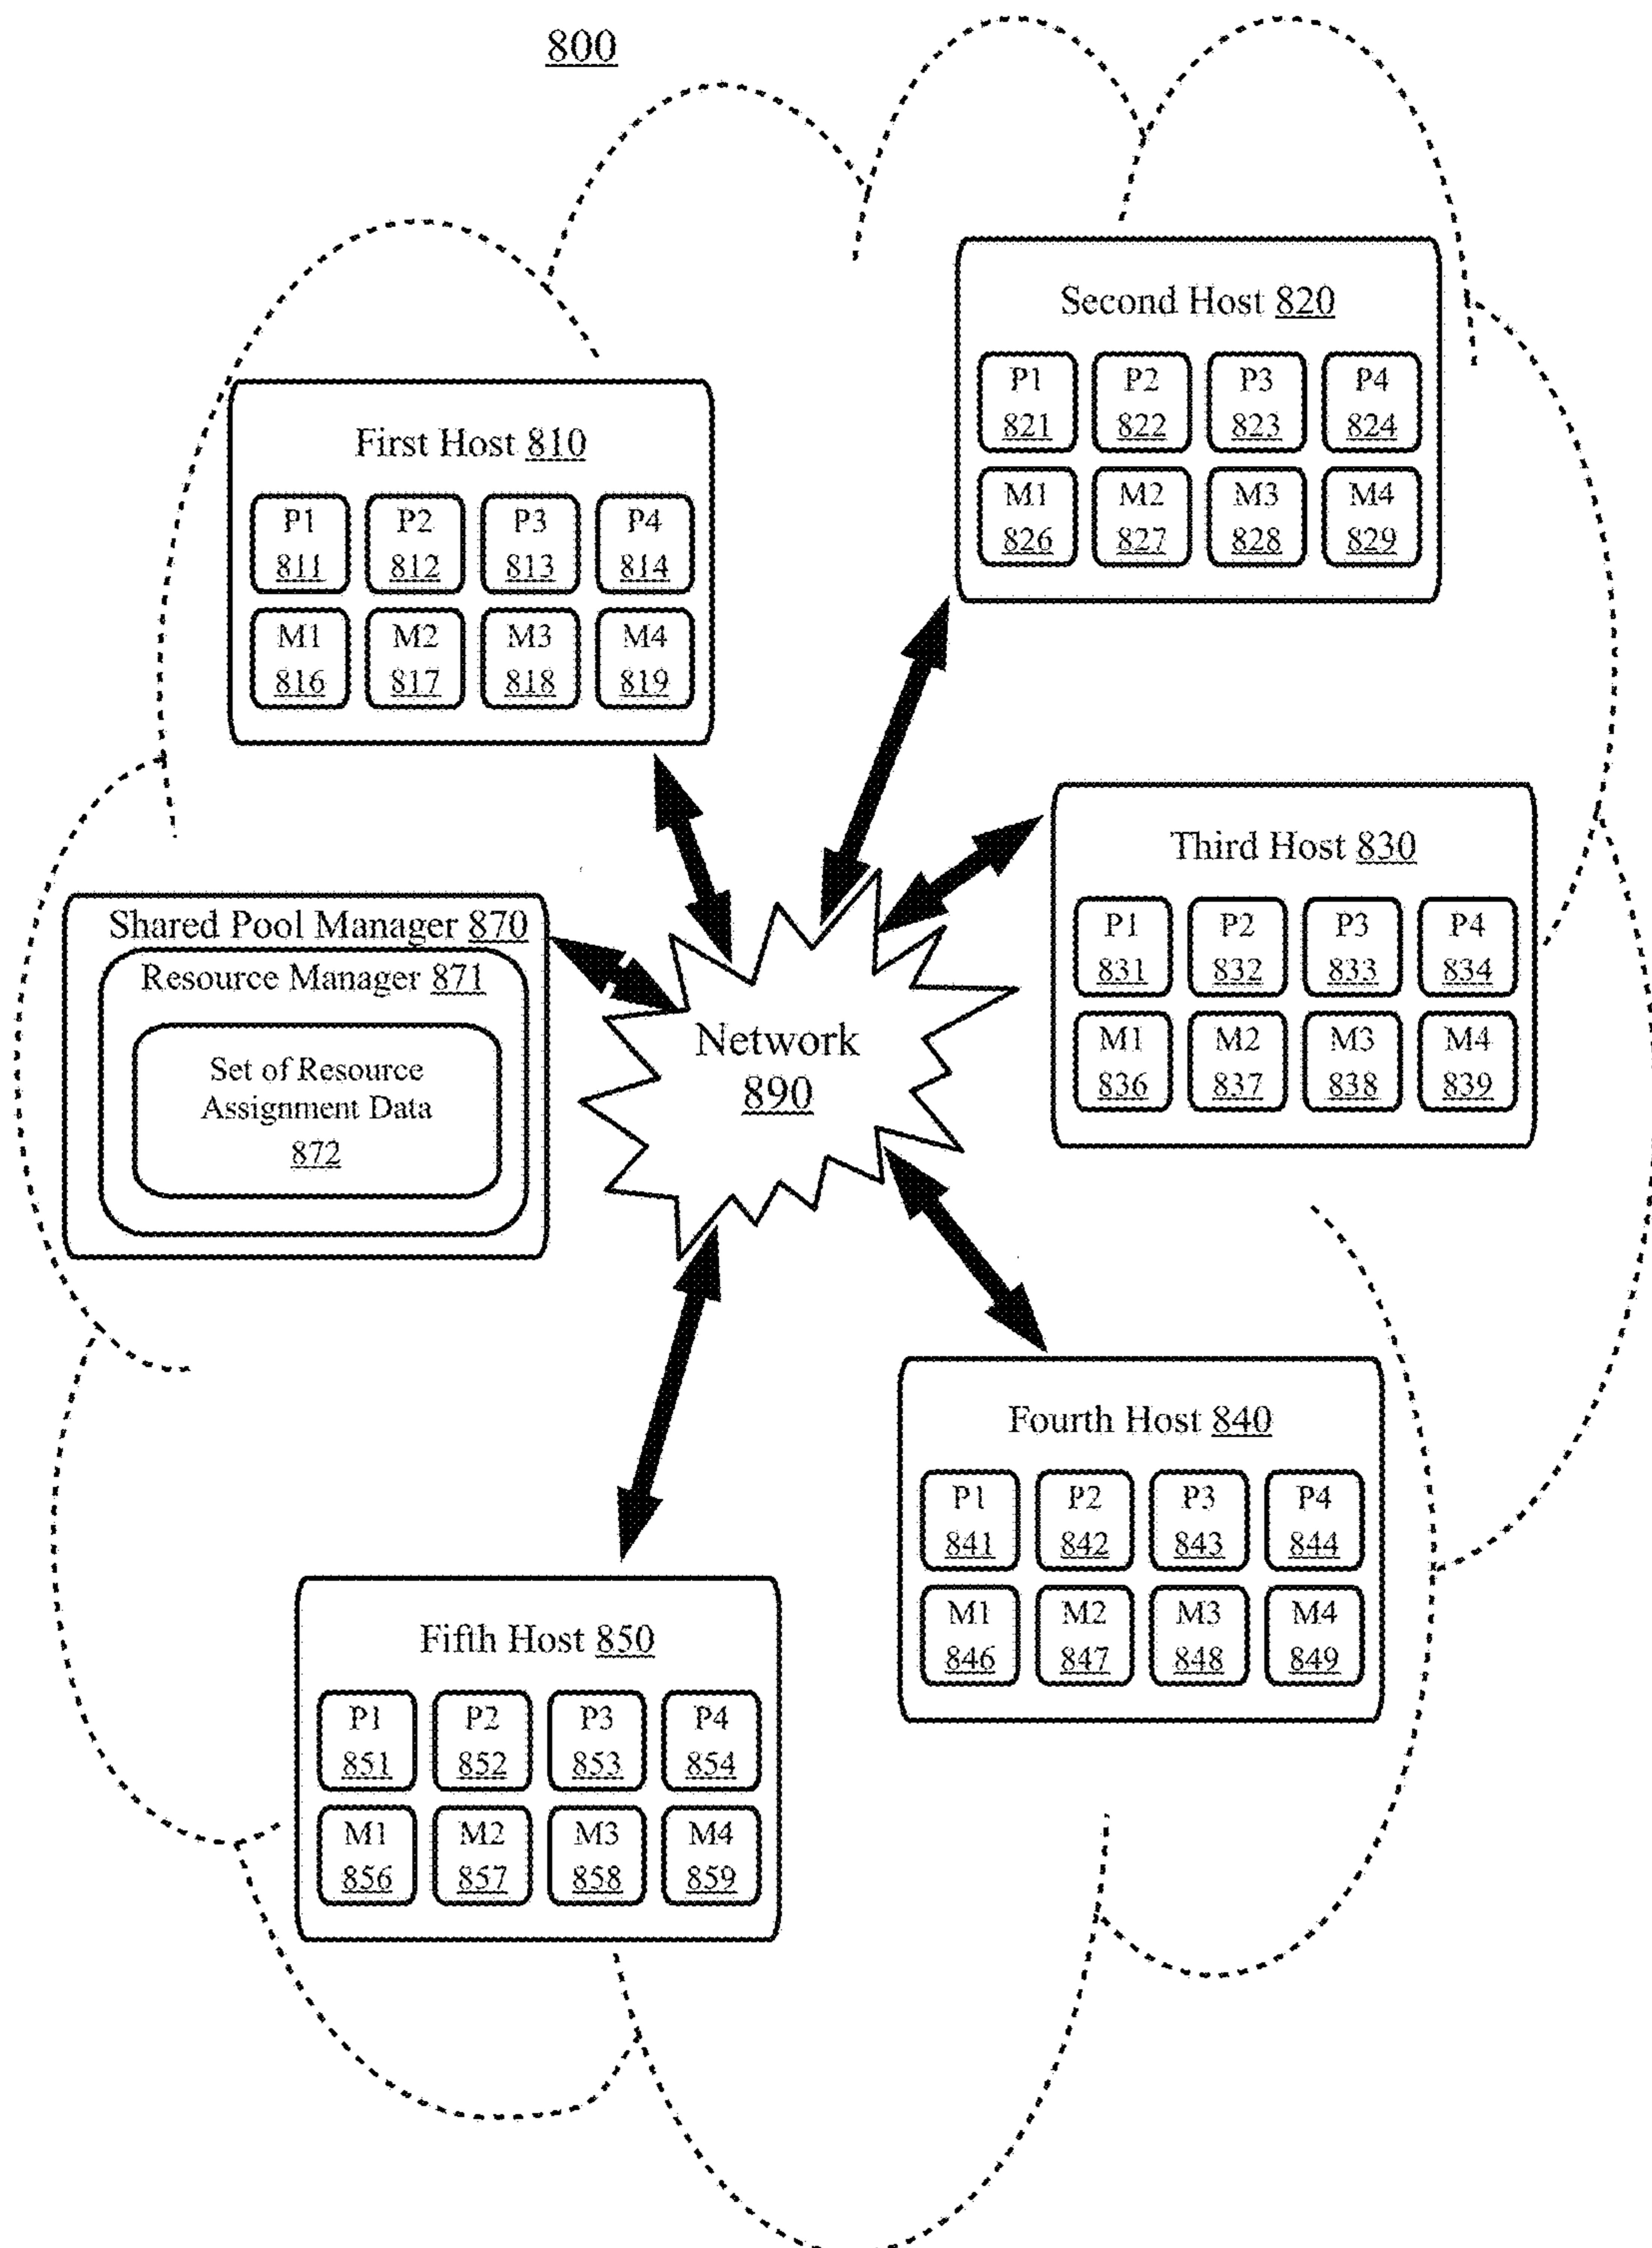 800
Second Host 820
P1 P2 P3 P4
821 822 823 824
M1 M2 M3 M4
826 827 828 829
First Host 810
P1 P2 P3 P4
811 812 813 814
M1 M2 M3 M4
816 817 818 819
Third Host 830
P1 P2 P3 P4
831 832 833 834
M1 M2 M3 M4
836 837 838 839
Shared Pool Manager 870
Resource Manager 871
Set of Resource
Assignment Data
872
Network
890
Fourth Host 840
P1 P2 P3 P4
841 842 843 844
M1 M2 M3 M4
846 847 848 849
Fifth Host 850
P1 P2 P3 P4
851 852 853 854
M1 M2 M3 M4
856 857 858 859